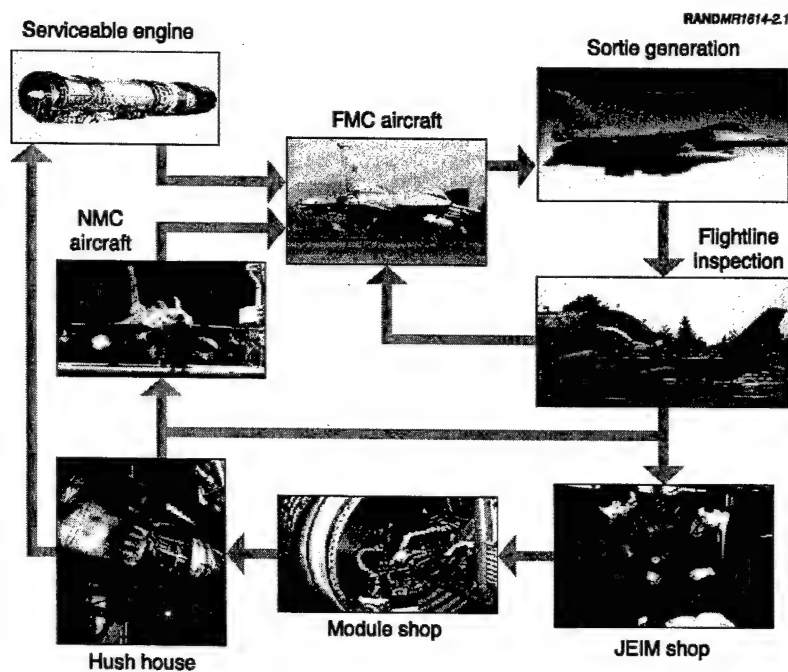 RANDMR1614-2.1
Serviceable engine
Sortie generation
FMC aircraft
NMC
aircraft
Flightline
inspection
Hush house
Module shop
JEIM shop